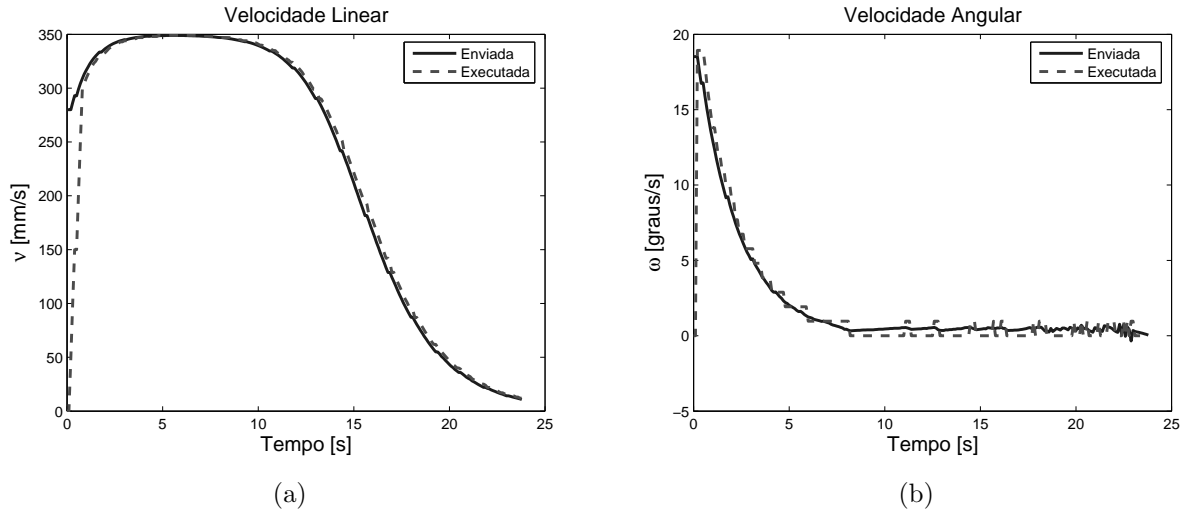 Velocidade Linear
350
300
250
200
150
100
50
0
ν [mm/s]
Enviada
Executada
0 5 10 15 20 25
Tempo [s]
(a)
Velocidade Angular
20
15
10
5
0
−5
ω [graus/s]
Enviada
Executada
0 5 10 15 20 25
Tempo [s]
(b)